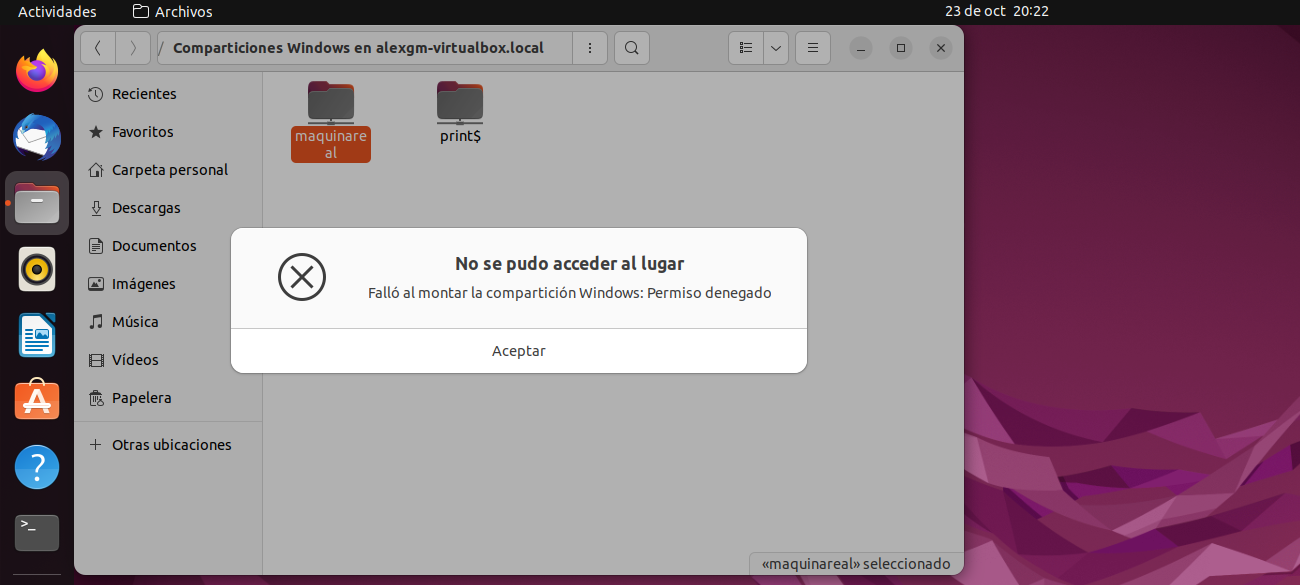 Actividades
Archivos
23 de oct 20:22
/ Comparticiones Windows en alexgm-virtualbox.local
Recientes
Favoritos
Carpeta personal
Descargas
Documentos
Imágenes
Música
Vídeos
Papelera
+ Otras ubicaciones
maquinare
al
print$
No se pudo acceder al lugar
Falló al montar la compartición Windows: Permiso denegado
Aceptar
«maquinareal» seleccionado
?
>_